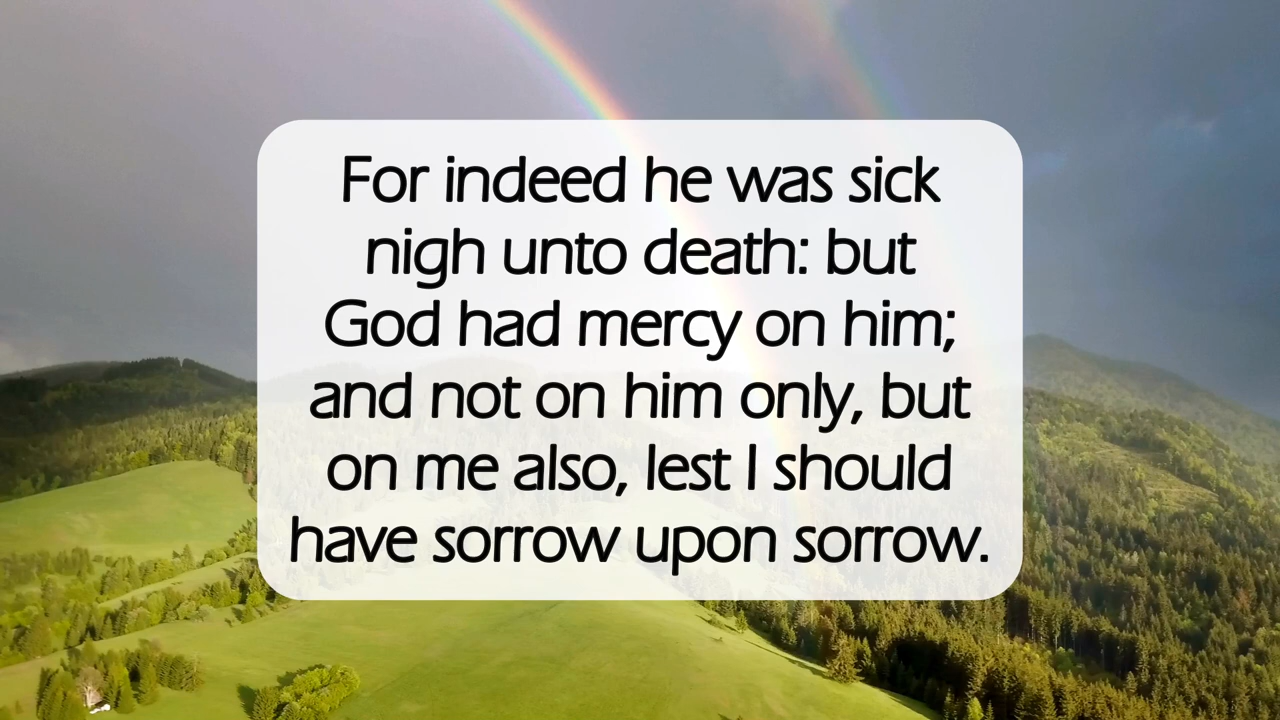 For indeed he was sick
nigh unto death: but
God had mercy on him;
and not on him only, but
on me also, lest I should
have sorrow upon sorrow.